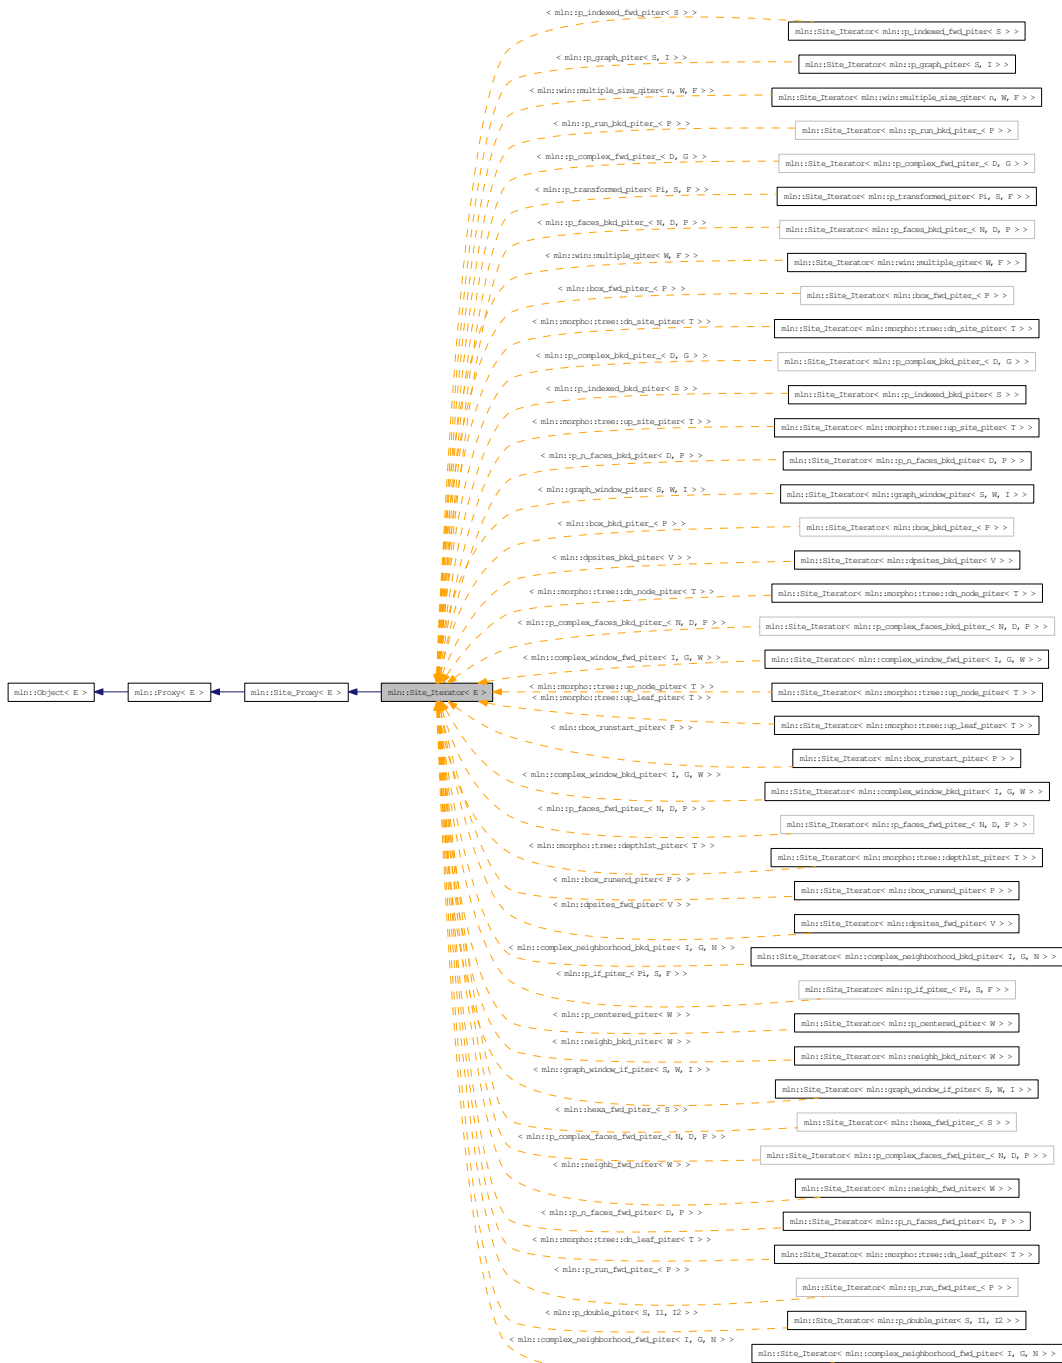 < mln::p_indexed_fwd_piter< S > >
mln::Site_Iterator< mln::p_indexed_fwd_piter< S > >
< mln::p_graph_piter< S, I > >
mln::Site_Iterator< mln::p_graph_piter< S, I > >
< mln::win::multiple_size_qiter< n, W, F > >
mln::Site_Iterator< mln::win::multiple_size_qiter< n, W, F > >
< mln::p_run_bkd_piter_< P > >
mln::Site_Iterator< mln::p_run_bkd_piter_< P > >
< mln::p_complex_fwd_piter_< D, G > >
mln::Site_Iterator< mln::p_complex_fwd_piter_< D, G > >
< mln::p_transformed_piter< Pi, S, F > >
mln::Site_Iterator< mln::p_transformed_piter< Pi, S, F > >
< mln::p_faces_bkd_piter_< N, D, P > >
mln::Site_Iterator< mln::p_faces_bkd_piter_< N, D, P > >
< mln::win::multiple_qiter< W, F > >
mln::Site_Iterator< mln::win::multiple_qiter< W, F > >
< mln::box_fwd_piter_< P > >
mln::Site_Iterator< mln::box_fwd_piter_< P > >
< mln::morpho::tree::dn_site_piter< T > >
mln::Site_Iterator< mln::morpho::tree::dn_site_piter< T > >
< mln::p_complex_bkd_piter_< D, G > >
mln::Site_Iterator< mln::p_complex_bkd_piter_< D, G > >
< mln::p_indexed_bkd_piter< S > >
mln::Site_Iterator< mln::p_indexed_bkd_piter< S > >
< mln::morpho::tree::up_site_piter< T > >
mln::Site_Iterator< mln::morpho::tree::up_site_piter< T > >
< mln::p_n_faces_bkd_piter< D, P > >
mln::Site_Iterator< mln::p_n_faces_bkd_piter< D, P > >
< mln::graph_window_piter< S, W, I > >
mln::Site_Iterator< mln::graph_window_piter< S, W, I > >
< mln::box_bkd_piter_< P > >
mln::Site_Iterator< mln::box_bkd_piter_< P > >
< mln::dpsites_bkd_piter< V > >
mln::Site_Iterator< mln::dpsites_bkd_piter< V > >
< mln::morpho::tree::dn_node_piter< T > >
mln::Site_Iterator< mln::morpho::tree::dn_node_piter< T > >
< mln::p_complex_faces_bkd_piter_< N, D, P > >
mln::Site_Iterator< mln::p_complex_faces_bkd_piter_< N, D, P > >
< mln::complex_window_fwd_piter< I, G, W > >
mln::Site_Iterator< mln::complex_window_fwd_piter< I, G, W > >
mln::Object< E >
mln::Proxy< E >
mln::Site_Proxy< E >
mln::Site_Iterator< E >
< mln::morpho::tree::up_node_piter< T > >
mln::Site_Iterator< mln::morpho::tree::up_node_piter< T > >
< mln::morpho::tree::up_leaf_piter< T > >
mln::Site_Iterator< mln::morpho::tree::up_leaf_piter< T > >
< mln::box_runstart_piter< P > >
mln::Site_Iterator< mln::box_runstart_piter< P > >
< mln::complex_window_bkd_piter< I, G, W > >
mln::Site_Iterator< mln::complex_window_bkd_piter< I, G, W > >
< mln::p_faces_fwd_piter_< N, D, P > >
mln::Site_Iterator< mln::p_faces_fwd_piter_< N, D, P > >
< mln::morpho::tree::depth1st_piter< T > >
mln::Site_Iterator< mln::morpho::tree::depth1st_piter< T > >
< mln::box_runend_piter< P > >
mln::Site_Iterator< mln::box_runend_piter< P > >
< mln::dpsites_fwd_piter< V > >
mln::Site_Iterator< mln::dpsites_fwd_piter< V > >
< mln::complex_neighborhood_bkd_piter< I, G, N > >
mln::Site_Iterator< mln::complex_neighborhood_bkd_piter< I, G, N > >
< mln::p_if_piter_< Pi, S, F > >
mln::Site_Iterator< mln::p_if_piter_< Pi, S, F > >
< mln::p_centered_piter< W > >
mln::Site_Iterator< mln::p_centered_piter< W > >
< mln::neighb_bkd_niter< W > >
mln::Site_Iterator< mln::neighb_bkd_niter< W > >
< mln::graph_window_if_piter< S, W, I > >
mln::Site_Iterator< mln::graph_window_if_piter< S, W, I > >
< mln::hexa_fwd_piter_< S > >
mln::Site_Iterator< mln::hexa_fwd_piter_< S > >
< mln::p_complex_faces_fwd_piter_< N, D, P > >
mln::Site_Iterator< mln::p_complex_faces_fwd_piter_< N, D, P > >
< mln::neighb_fwd_niter< W > >
mln::Site_Iterator< mln::neighb_fwd_niter< W > >
< mln::p_n_faces_fwd_piter< D, P > >
mln::Site_Iterator< mln::p_n_faces_fwd_piter< D, P > >
< mln::morpho::tree::dn_leaf_piter< T > >
mln::Site_Iterator< mln::morpho::tree::dn_leaf_piter< T > >
< mln::p_run_fwd_piter_< P > >
mln::Site_Iterator< mln::p_run_fwd_piter_< P > >
< mln::p_double_piter< S, I1, I2 > >
mln::Site_Iterator< mln::p_double_piter< S, I1, I2 > >
< mln::complex_neighborhood_fwd_piter< I, G, N > >
mln::Site_Iterator< mln::complex_neighborhood_fwd_piter< I, G, N > >